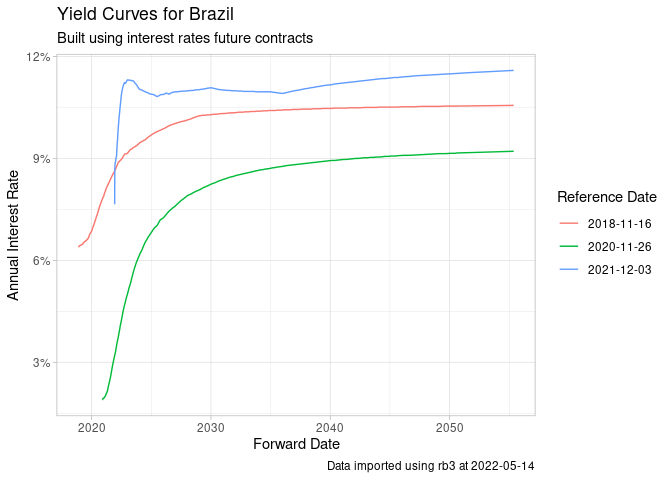 Yield Curves for Brazil
Built using interest rates future contracts
12%
9%
6%
3%
Annual Interest Rate
2020
2030
2040
2050
Forward Date
Reference Date
2018-11-16
2020-11-26
2021-12-03
Data imported using rb3 at 2022-05-14